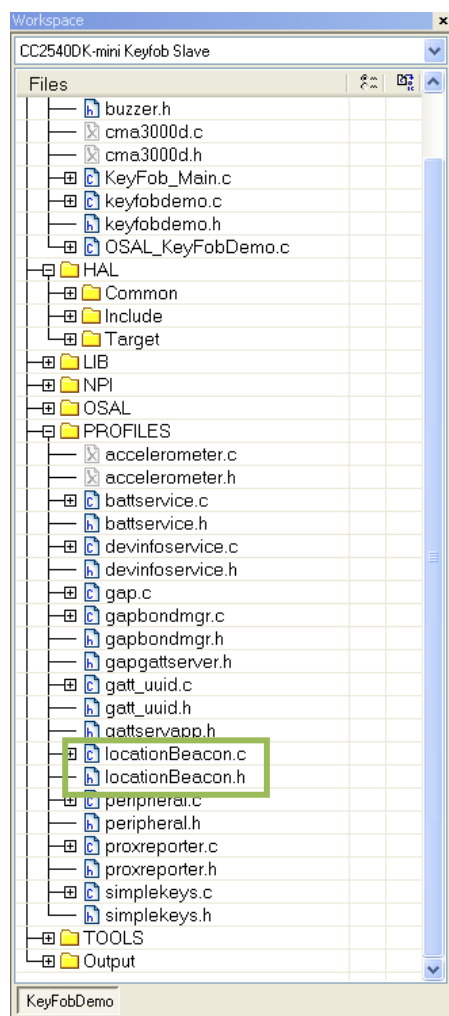 Workspace
CC2540DK-mini Keyfob Slave
Files
buzzer.h
cma3000d.c
cma3000d.h
KeyFob_Main.c
keyfobdemo.c
keyfobdemo.h
OSAL_KeyFobDemo.c
HAL
Common
Include
Target
LIB
NPI
OSAL
PROFILES
accelerometer.c
accelerometer.h
battservice.c
battservice.h
devinfoservice.c
devinfoservice.h
gap.c
gapbondmgr.c
gapbondmgr.h
gapgattserver.h
gatt_uuid.c
gatt_uuid.h
gattservapp.h
locationBeacon.c
locationBeacon.h
peripheral.c
peripheral.h
proxreporter.c
proxreporter.h
simplekeys.c
simplekeys.h
TOOLS
Output
KeyFobDemo